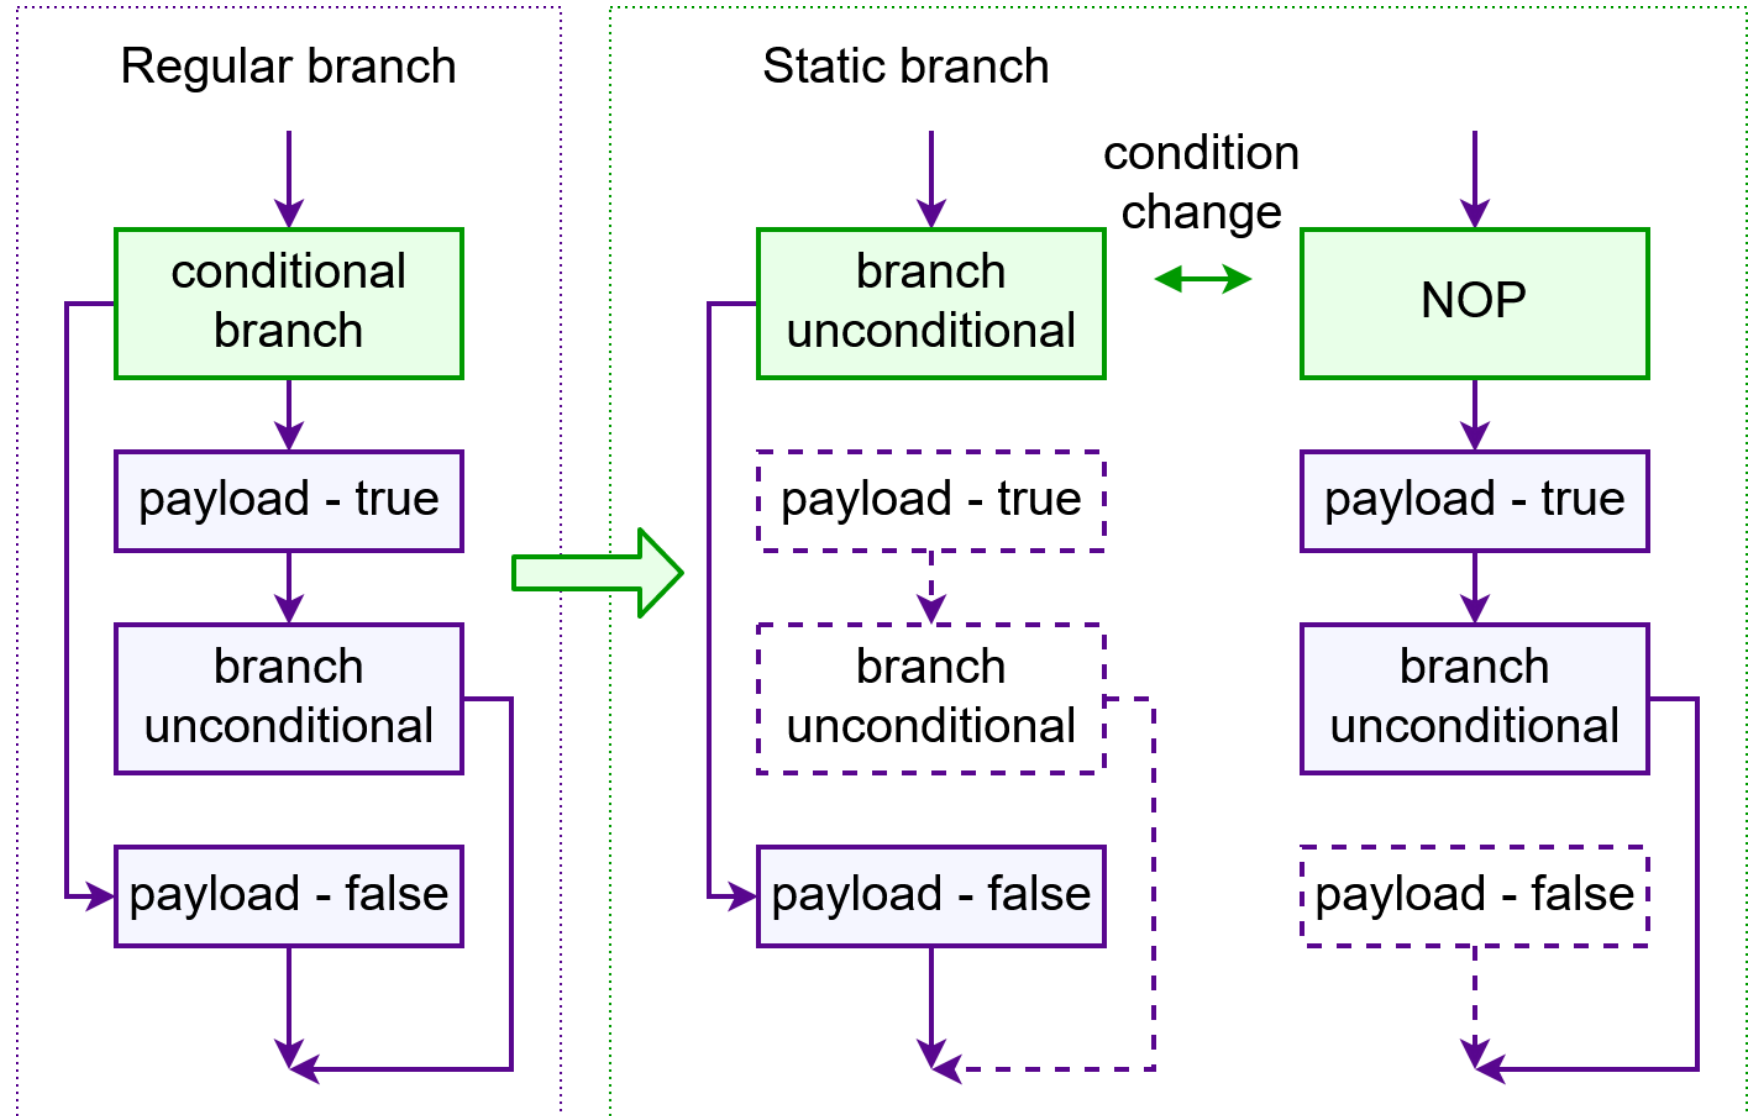 Regular branch
conditional
branch
payload - true
branch
unconditional
payload - false
Static branch
condition
change
branch
unconditional
payload - true
branch
unconditional
payload - false
NOP
payload - true
branch
unconditional
payload - false